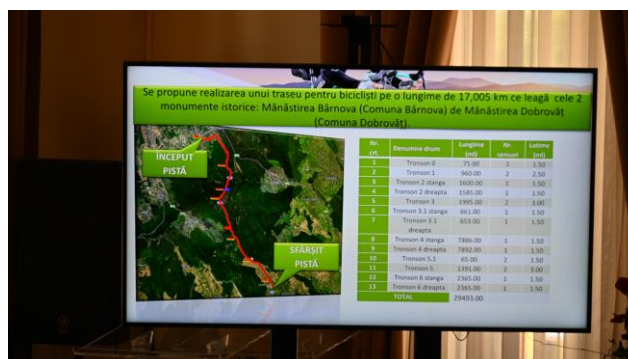 Se propune realizarea unui traseu pentru bicicliști pe o lungime de 17,005 km ce leagă cele 2
monumente istorice: Mănăstirea Bârnova (Comuna Bârnova) de Mănăstirea Dobrovăț
(Comuna Dobrovăț).
ÎNCEPUT
PISTĂ
SFÂRȘIT
PISTĂ
Nr. crt. Denumire drum Lungime (ml) Nr. sensuri Latime (ml)
1 Tronson 0 75.00 2 1.50
2 Tronson 1 960.00 2 2.50
3 Tronson 2 stanga 1600.00 1 1.50
4 Tronson 2 dreapta 1585.00 1 1.50
5 Tronson 3 1995.00 2 3.00
6 Tronson 3.1 stanga 661.00 1 1.50
7 Tronson 3.1 dreapta 653.00 1 1.50
8 Tronson 4 stanga 7886.00 1 1.50
9 Tronson 4 dreapta 7892.00 1 1.50
10 Tronson 5.1 65.00 2 1.50
11 Tronson 5 1391.00 2 3.00
12 Tronson 6 stanga 2365.00 1 1.50
13 Tronson 6 dreapta 2365.00 1 1.50
TOTAL 29493.00